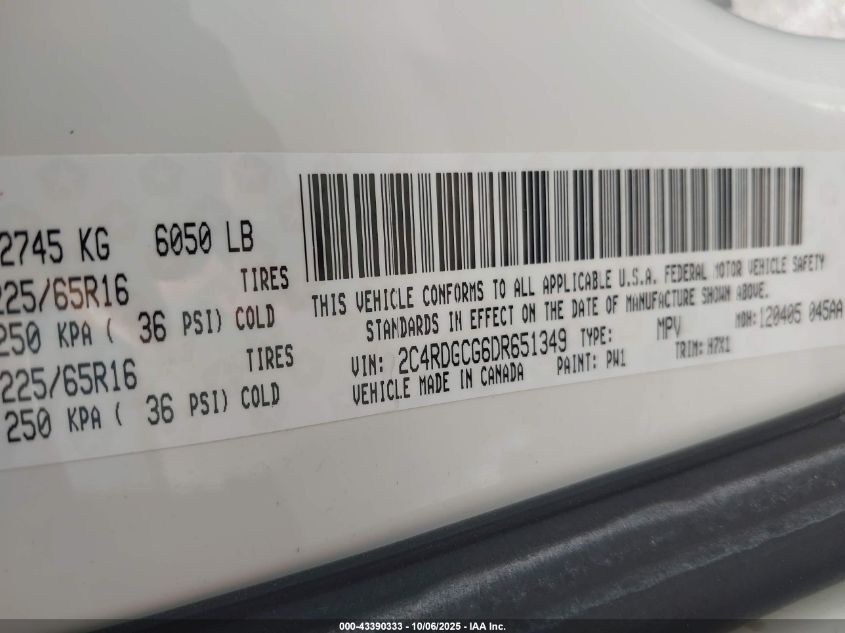 2745 KG 6050 LB
225/65R16 TIRES
250 KPA ( 36 PSI) COLD
225/65R16 TIRES
250 KPA ( 36 PSI) COLD
THIS VEHICLE CONFORMS TO ALL APPLICABLE U.S.A. FEDERAL MOTOR VEHICLE SAFETY
STANDARDS IN EFFECT ON THE DATE OF MANUFACTURE SHOWN ABOVE.
VIN: 2C4RDGCG6DR651349 TYPE: MPV MDH:120405 045AA
VEHICLE MADE IN CANADA PAINT: PW1 TRIM: H7X1
000-43390333 - 10/06/2025 - IAA Inc.